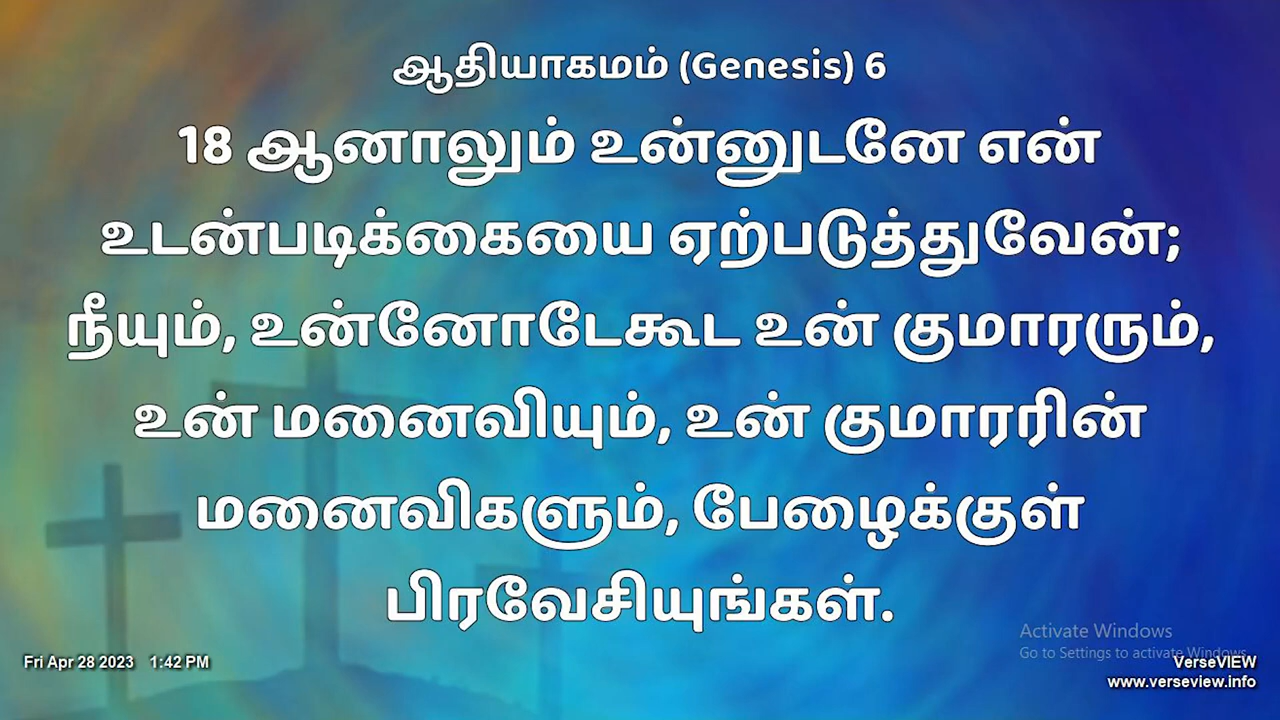 ஆதியாகமம் (Genesis) 6
18 ஆனாலும் உன்னுடனே என்
உடன்படிக்கையை ஏற்படுத்துவேன்;
நீயும், உன்னோடேகூட உன் குமாரரும்,
உன் மனைவியும், உன் குமாரரின்
மனைவிகளும், பேழைக்குள்
பிரவேசியுங்கள்.
Activate Windows
Go to Settings to activate Windows.
Fri Apr 28 2023 1:42 PM
VerseVIEW
www.verseview.info